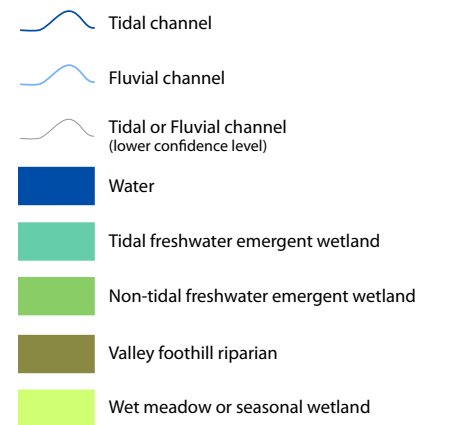 Tidal channel
Fluvial channel
Tidal or Fluvial channel
(lower confidence level)
Water
Tidal freshwater emergent wetland
Non-tidal freshwater emergent wetland
Valley foothill riparian
Wet meadow or seasonal wetland